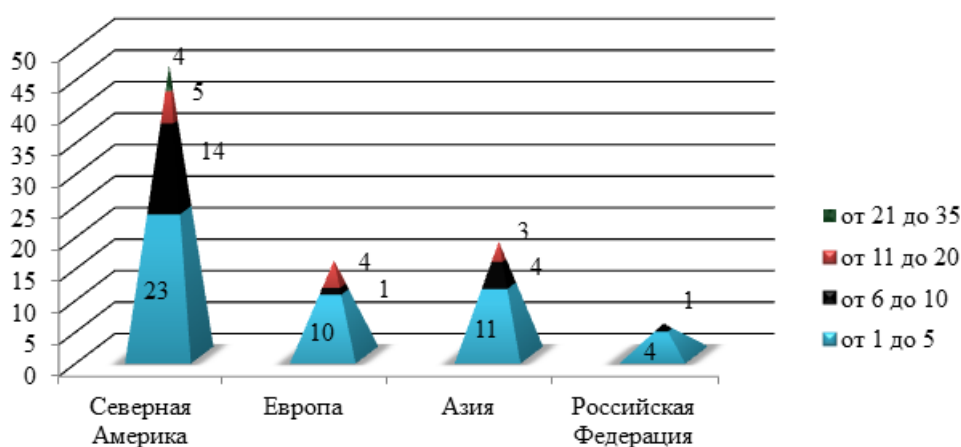 50
45
40
35
30
25
20
15
10
5
0
4
5
14
23
4
1
10
3
4
11
1
4
Северная
Америка
Европа
Азия
Российская
Федерация
от 21 до 35
от 11 до 20
от 6 до 10
от 1 до 5